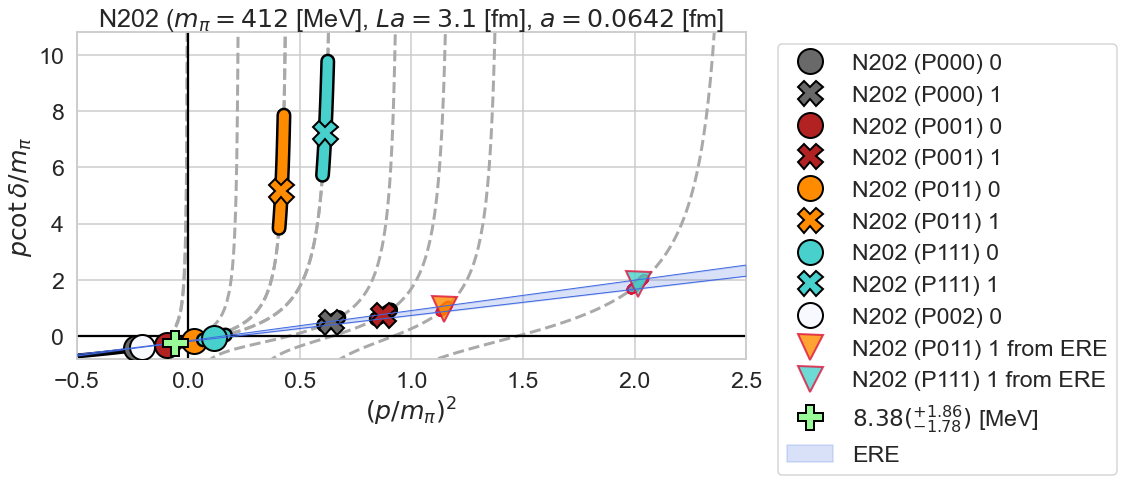 N202 ($m_\pi = 412$ [MeV], $La = 3.1$ [fm], $a = 0.0642$ [fm]
10
8
6
4
2
0
$p\cot\delta/m_\pi$
−0.5 0.0 0.5 1.0 1.5 2.0 2.5
$(p/m_\pi)^2$
N202 (P000) 0
N202 (P000) 1
N202 (P001) 0
N202 (P001) 1
N202 (P011) 0
N202 (P011) 1
N202 (P111) 0
N202 (P111) 1
N202 (P002) 0
N202 (P011) 1 from ERE
N202 (P111) 1 from ERE
$8.38(^{+1.86}_{-1.78})$ [MeV]
ERE